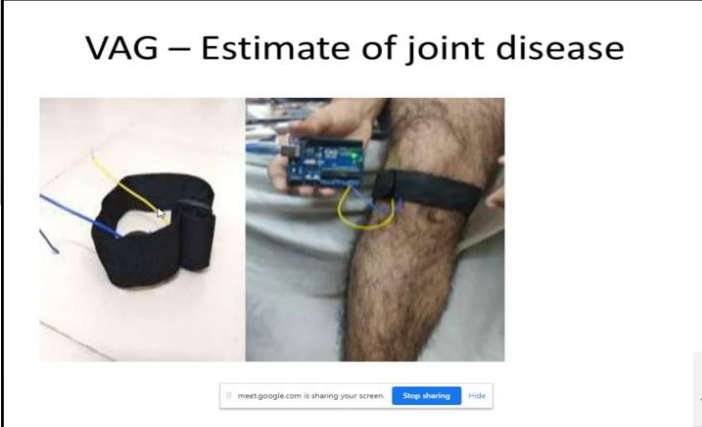 VAG – Estimate of joint disease
meet.google.com is sharing your screen. Stop sharing Hide